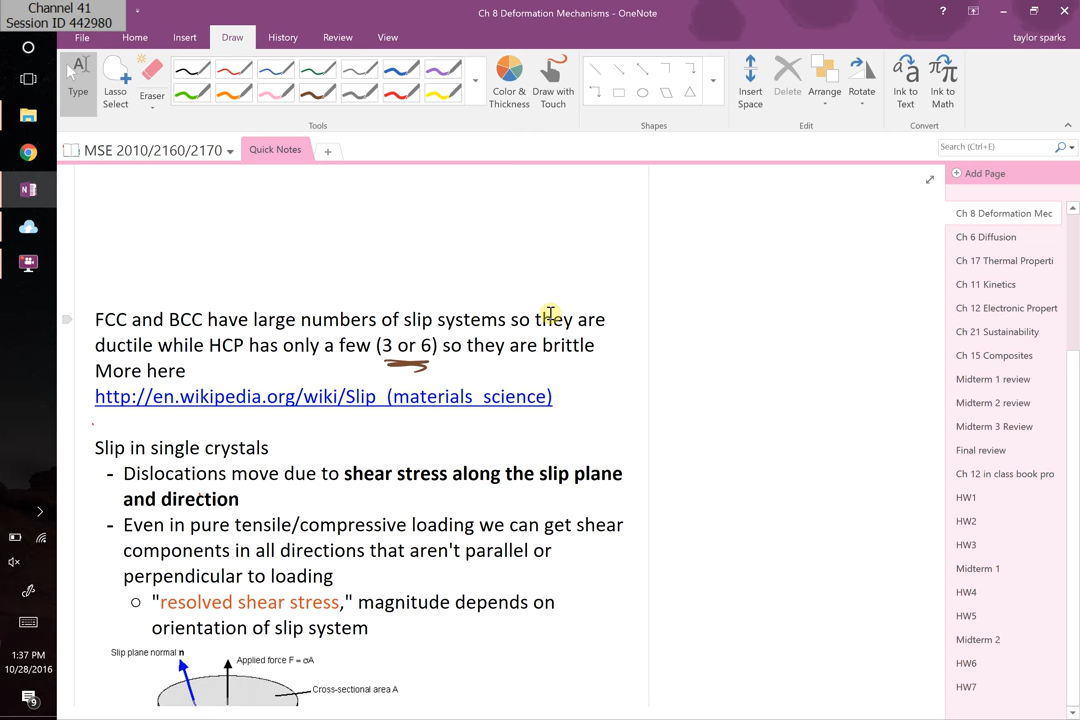 Channel 41
Session ID 442980
Ch 8 Deformation Mechanisms - OneNote
File
Home
Insert
Draw
History
Review
View
taylor sparks
Type
Lasso
Select
Eraser
Color &
Thickness
Draw with
Touch
Insert
Space
Delete
Arrange
Rotate
Ink to
Text
Ink to
Math
Tools
Shapes
Edit
Convert
MSE 2010/2160/2170
Quick Notes
Search (Ctrl+E)
Add Page
Ch 8 Deformation Mec
Ch 6 Diffusion
Ch 17 Thermal Properti
Ch 11 Kinetics
Ch 12 Electronic Propert
Ch 21 Sustainability
Ch 15 Composites
Midterm 1 review
Midterm 2 review
Midterm 3 Review
Final review
Ch 12 in class book pro
HW1
HW2
HW3
Midterm 1
HW4
HW5
Midterm 2
HW6
HW7
FCC and BCC have large numbers of slip systems so they are
ductile while HCP has only a few (3 or 6) so they are brittle
More here
http://en.wikipedia.org/wiki/Slip_(materials_science)
Slip in single crystals
- Dislocations move due to shear stress along the slip plane
and direction
- Even in pure tensile/compressive loading we can get shear
components in all directions that aren't parallel or
perpendicular to loading
○ "resolved shear stress," magnitude depends on
orientation of slip system
Slip plane normal n
Applied force F = σA
Cross-sectional area A
1:37 PM
10/28/2016
9